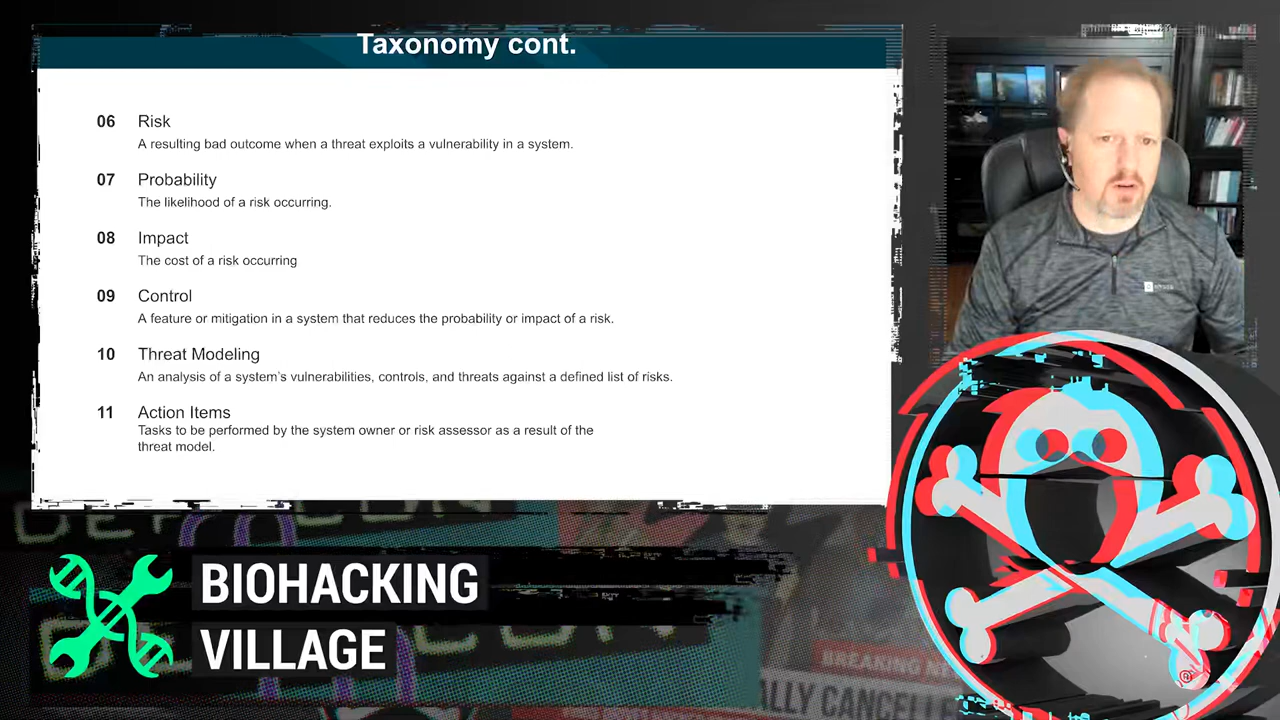 Taxonomy cont.
06 Risk
A resulting bad outcome when a threat exploits a vulnerability in a system.
07 Probability
The likelihood of a risk occurring.
08 Impact
The cost of a risk occurring
09 Control
A feature or mitigation in a system that reduces the probability or impact of a risk.
10 Threat Modeling
An analysis of a system's vulnerabilities, controls, and threats against a defined list of risks.
11 Action Items
Tasks to be performed by the system owner or risk assessor as a result of the
threat model.
BIOHACKING
VILLAGE
BREAKING
ALLY CANCELLE